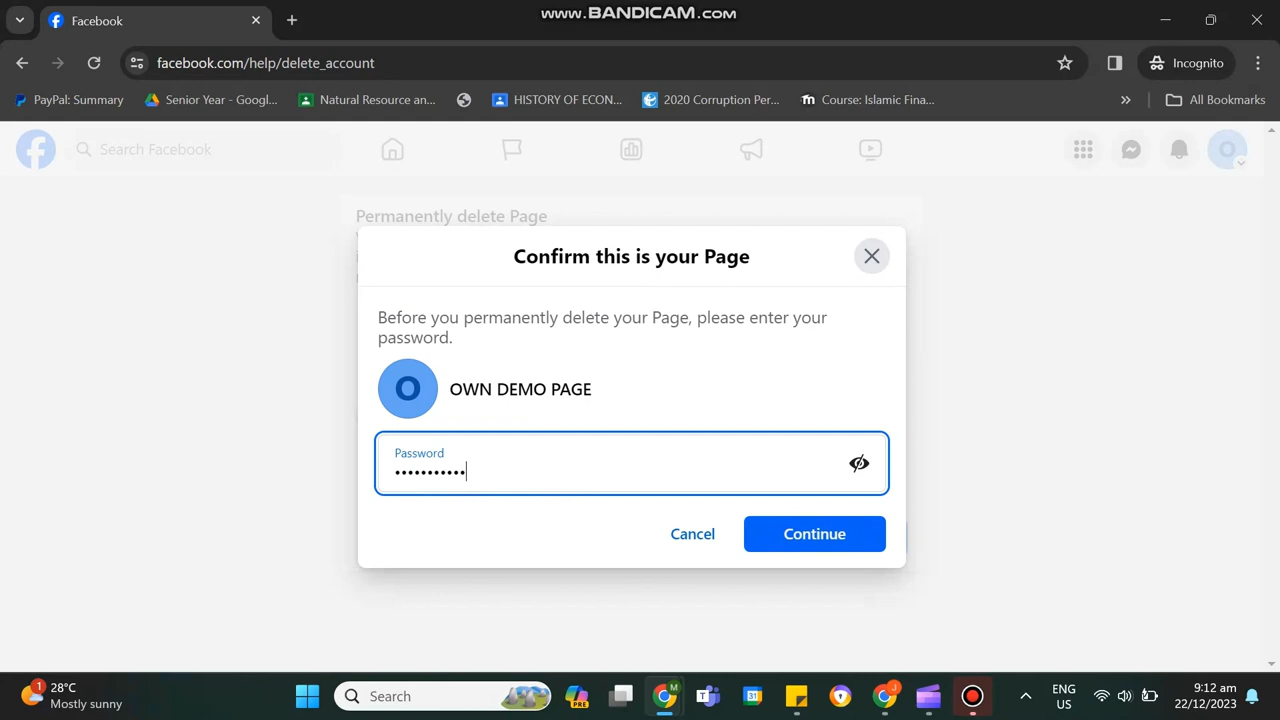 www.BANDICAM.com
Facebook
facebook.com/help/delete_account
Incognito
PayPal: Summary
Senior Year - Googl...
Natural Resource an...
HISTORY OF ECON...
2020 Corruption Per...
Course: Islamic Fina...
All Bookmarks
Search Facebook
O
Permanently delete Page
Confirm this is your Page
Before you permanently delete your Page, please enter your
password.
O
OWN DEMO PAGE
Password
•••••••••••
Cancel
Continue
1
28°C
Mostly sunny
Search
PRE
M
31
J
ENG
US
9:12 am
22/12/2023